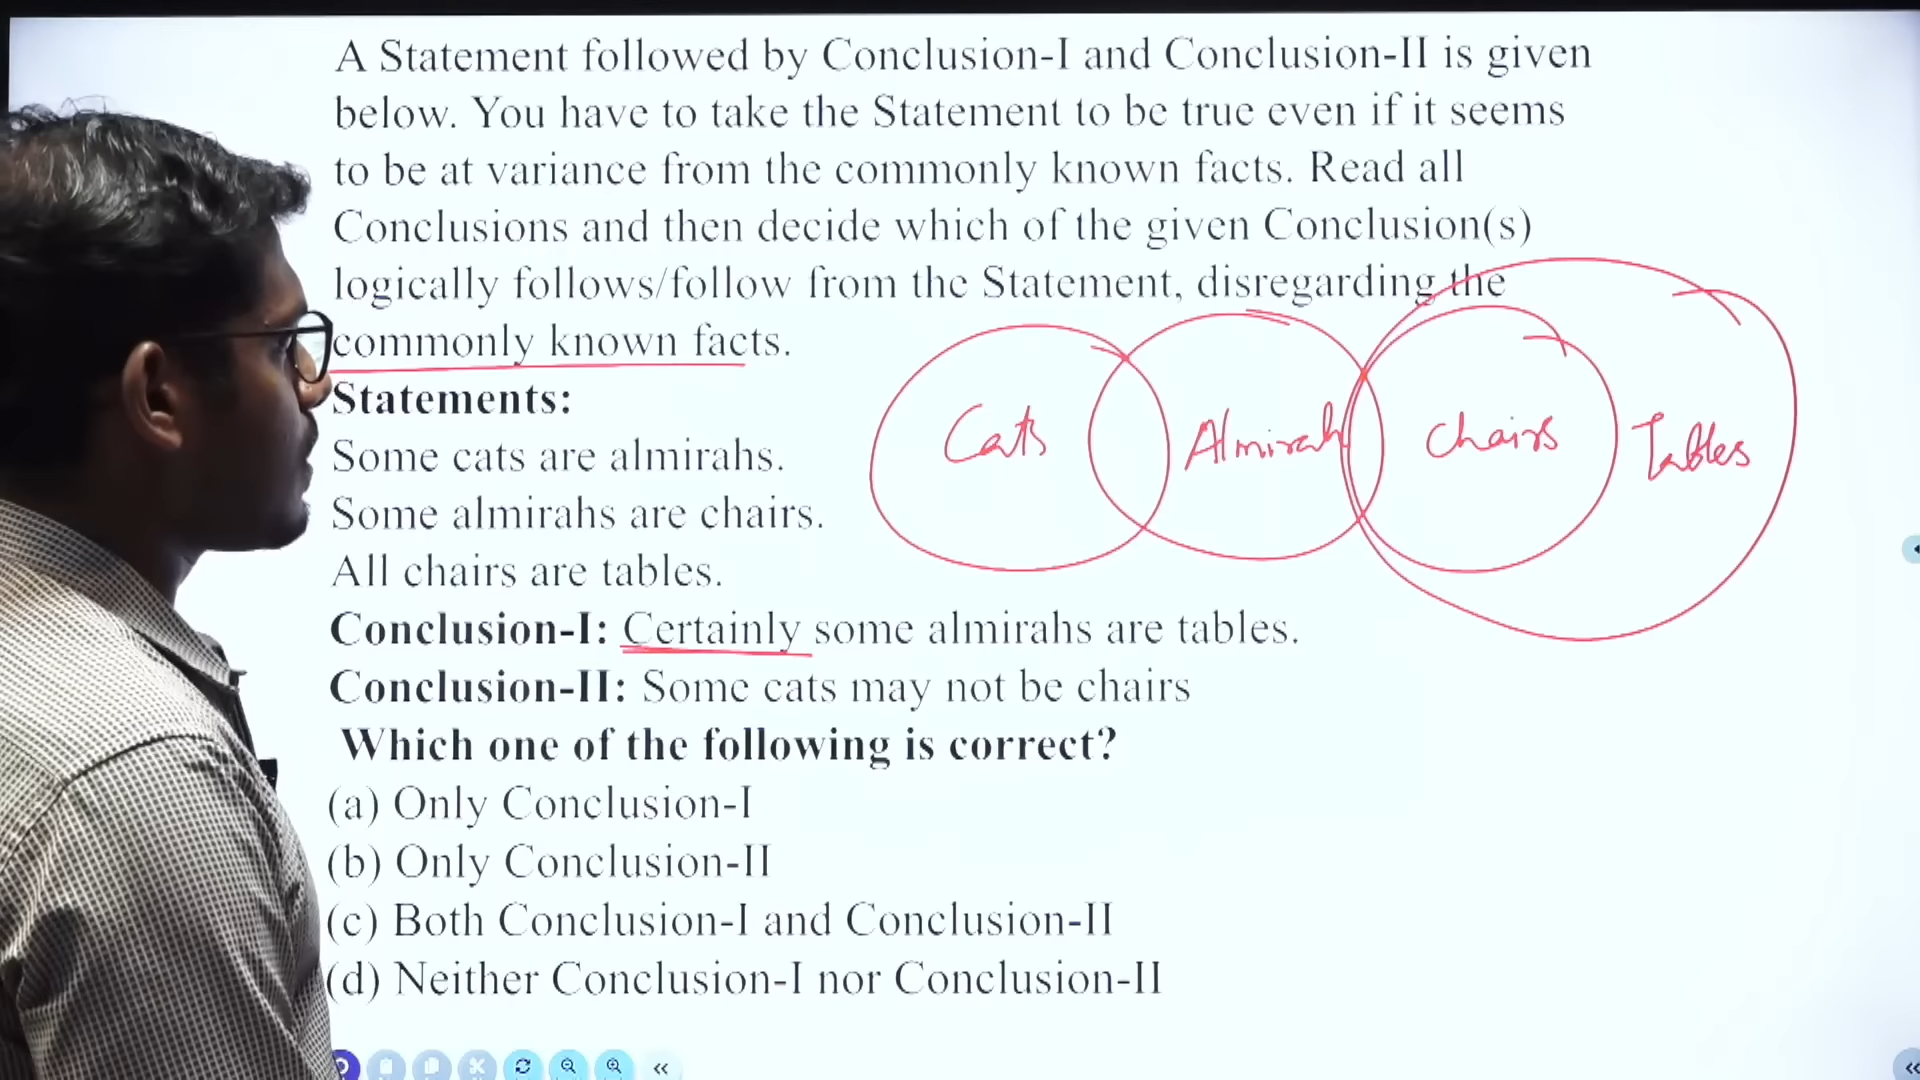 A Statement followed by Conclusion-I and Conclusion-II is given
below. You have to take the Statement to be true even if it seems
to be at variance from the commonly known facts. Read all
Conclusions and then decide which of the given Conclusion(s)
logically follows/follow from the Statement, disregarding the
commonly known facts.
Statements:
Some cats are almirahs.
Some almirahs are chairs.
All chairs are tables.
Cats Almirah Chairs Tables
Conclusion-I: Certainly some almirahs are tables.
Conclusion-II: Some cats may not be chairs
Which one of the following is correct?
(a) Only Conclusion-I
(b) Only Conclusion-II
(c) Both Conclusion-I and Conclusion-II
(d) Neither Conclusion-I nor Conclusion-II